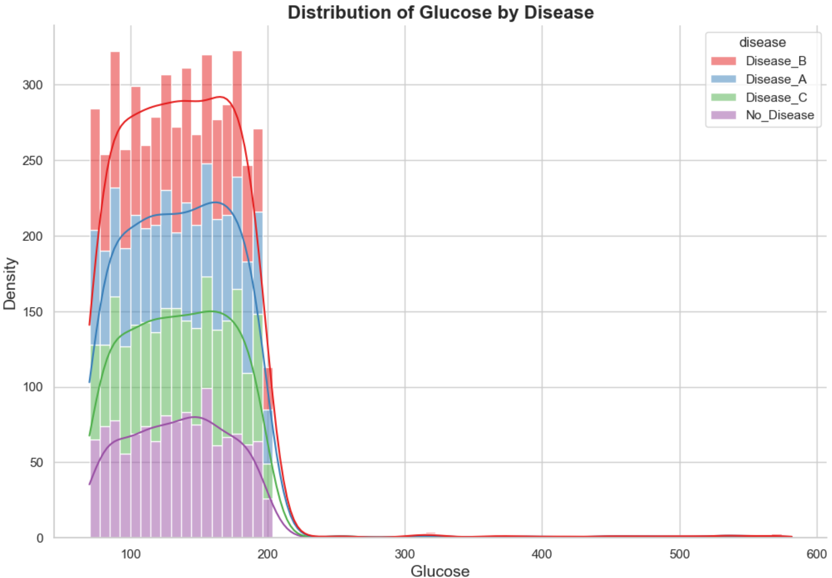 Distribution of Glucose by Disease
disease
Disease_B
Disease_A
Disease_C
No_Disease
Density
300
250
200
150
100
50
0
100
200
300
400
500
600
Glucose